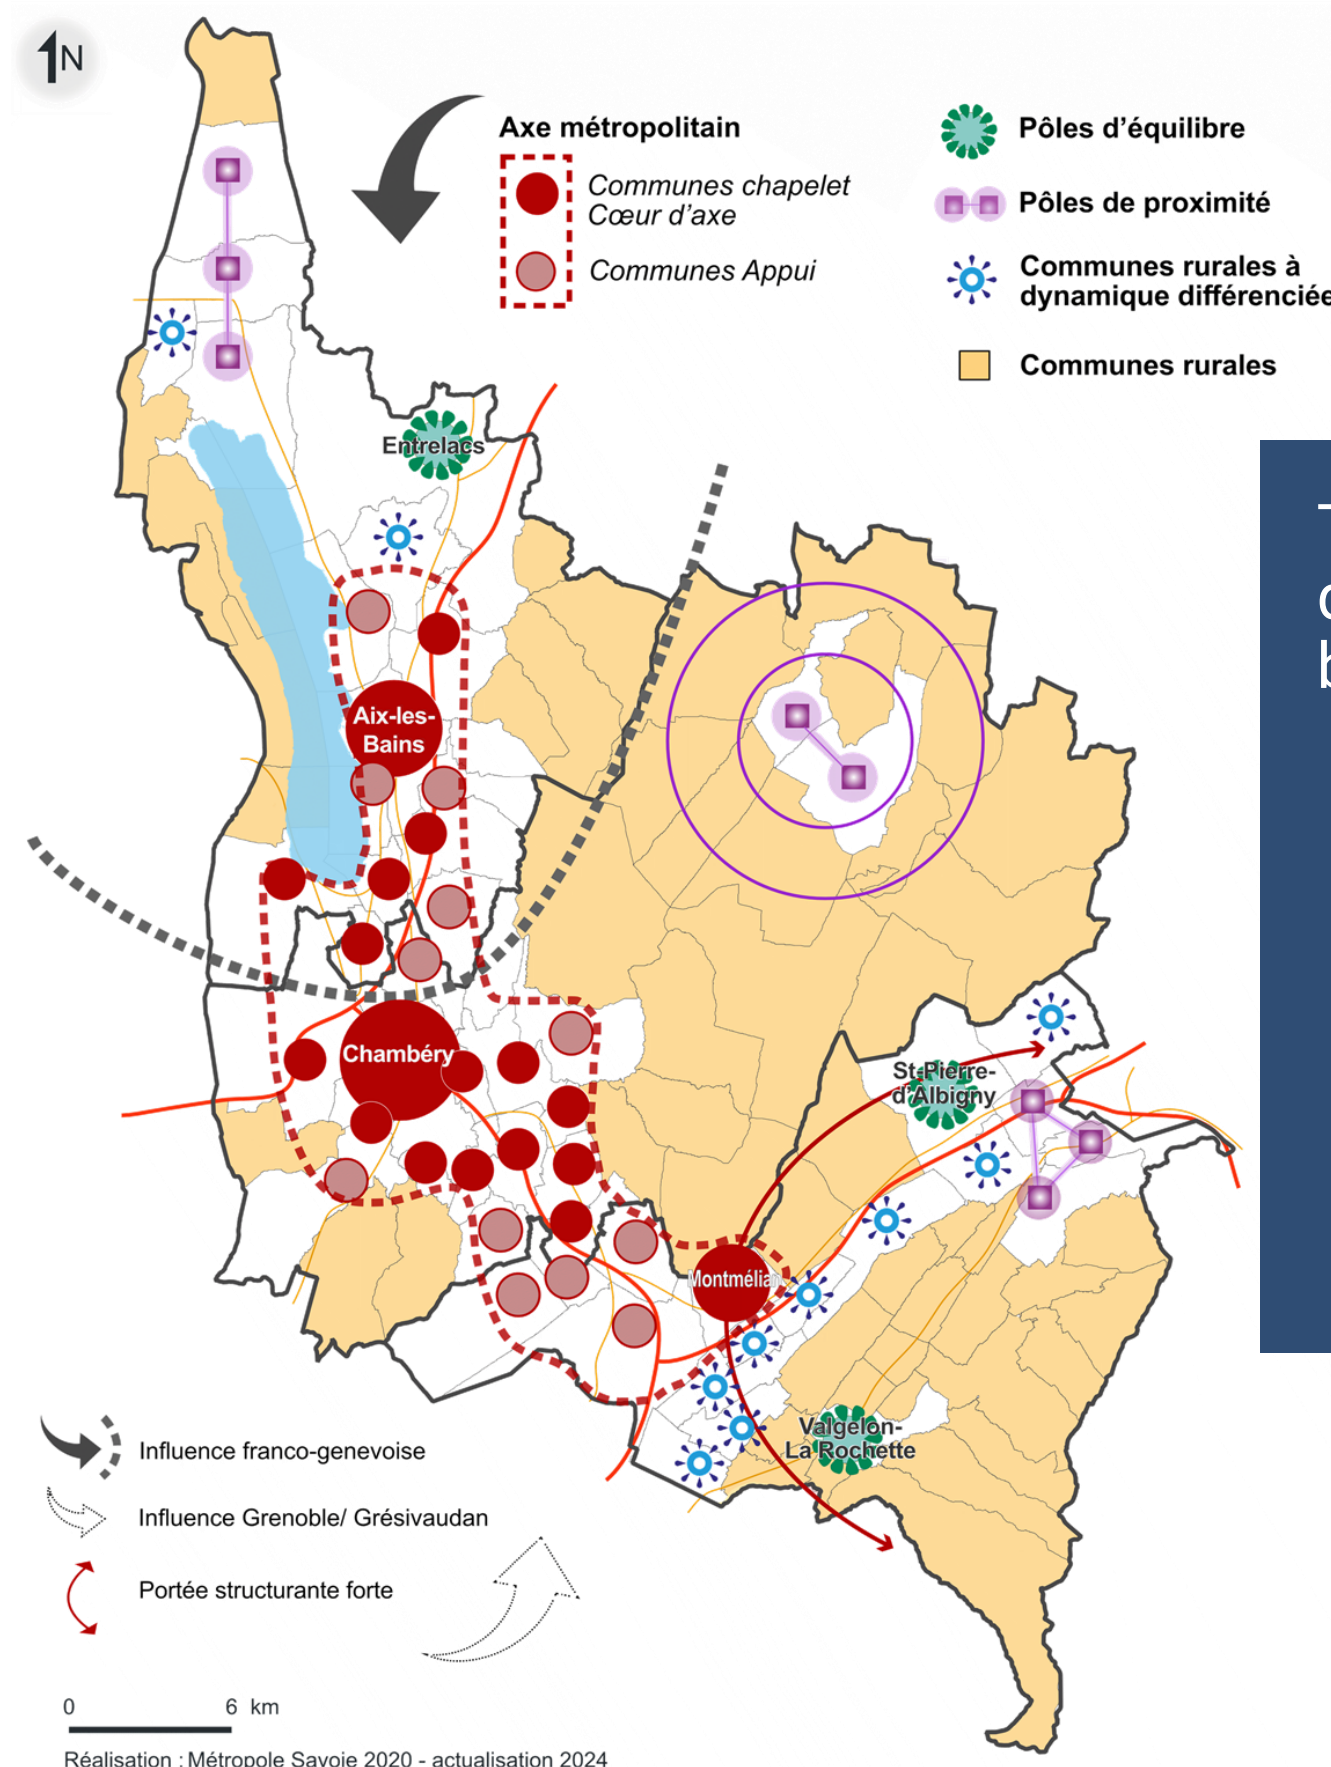 N
Axe métropolitain
Communes chapelet
Cœur d'axe
Communes Appui
Pôles d'équilibre
Pôles de proximité
Communes rurales à
dynamique différenciée
Communes rurales
Entrelacs
Aix-les-
Bains
Chambéry
St-Pierre-
d'Albigny
Montmélian
Valgelon-
La Rochette
Influence franco-genevoise
Influence Grenoble/ Grésivaudan
Portée structurante forte
0 6 km
Réalisation : Métropole Savoie 2020 - actualisation 2024